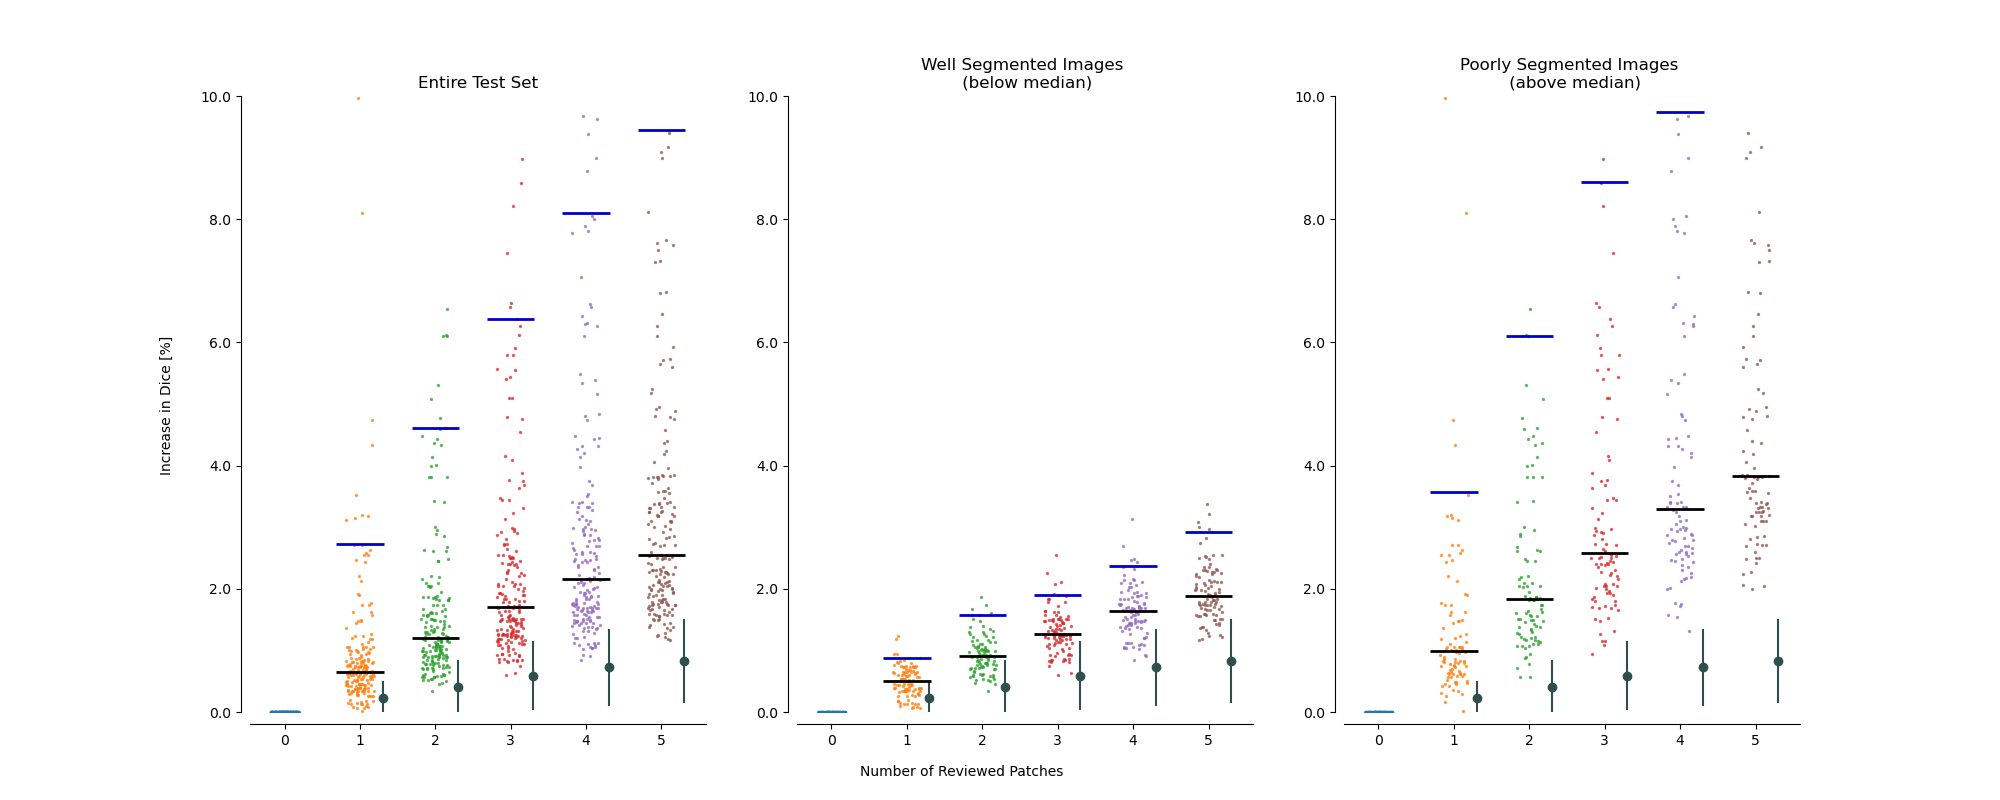 Entire Test Set
Well Segmented Images
(below median)
Poorly Segmented Images
(above median)
10.0
8.0
6.0
4.0
2.0
0.0
10.0
8.0
6.0
4.0
2.0
0.0
10.0
8.0
6.0
4.0
2.0
0.0
Increase in Dice [%]
0 1 2 3 4 5
0 1 2 3 4 5
0 1 2 3 4 5
Number of Reviewed Patches